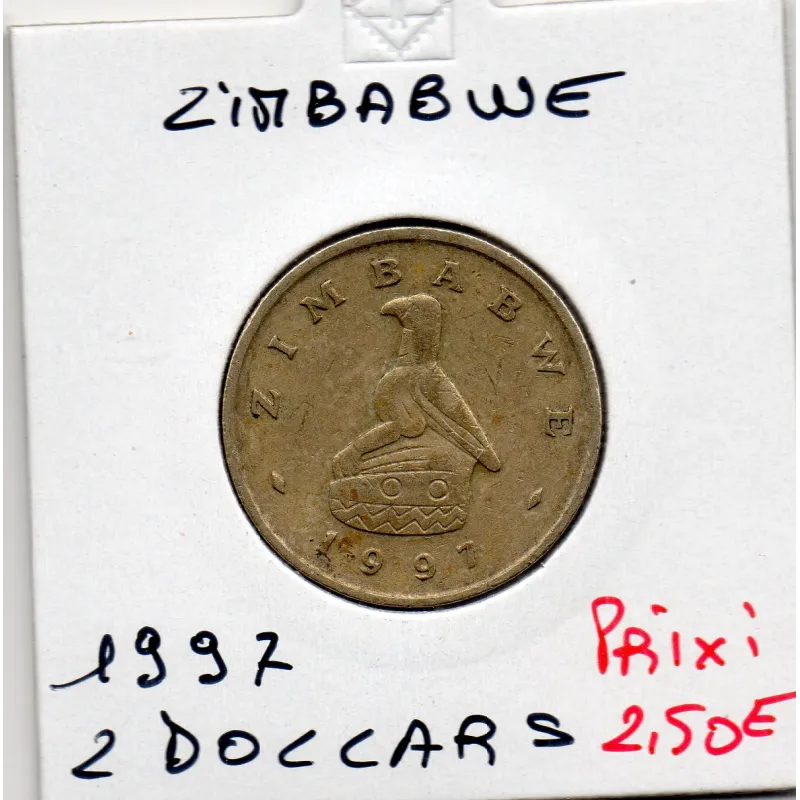 ZIMBABWE
ZIMBABWE
1997
1997
2 DOLLARS
PRIX:
2,50€